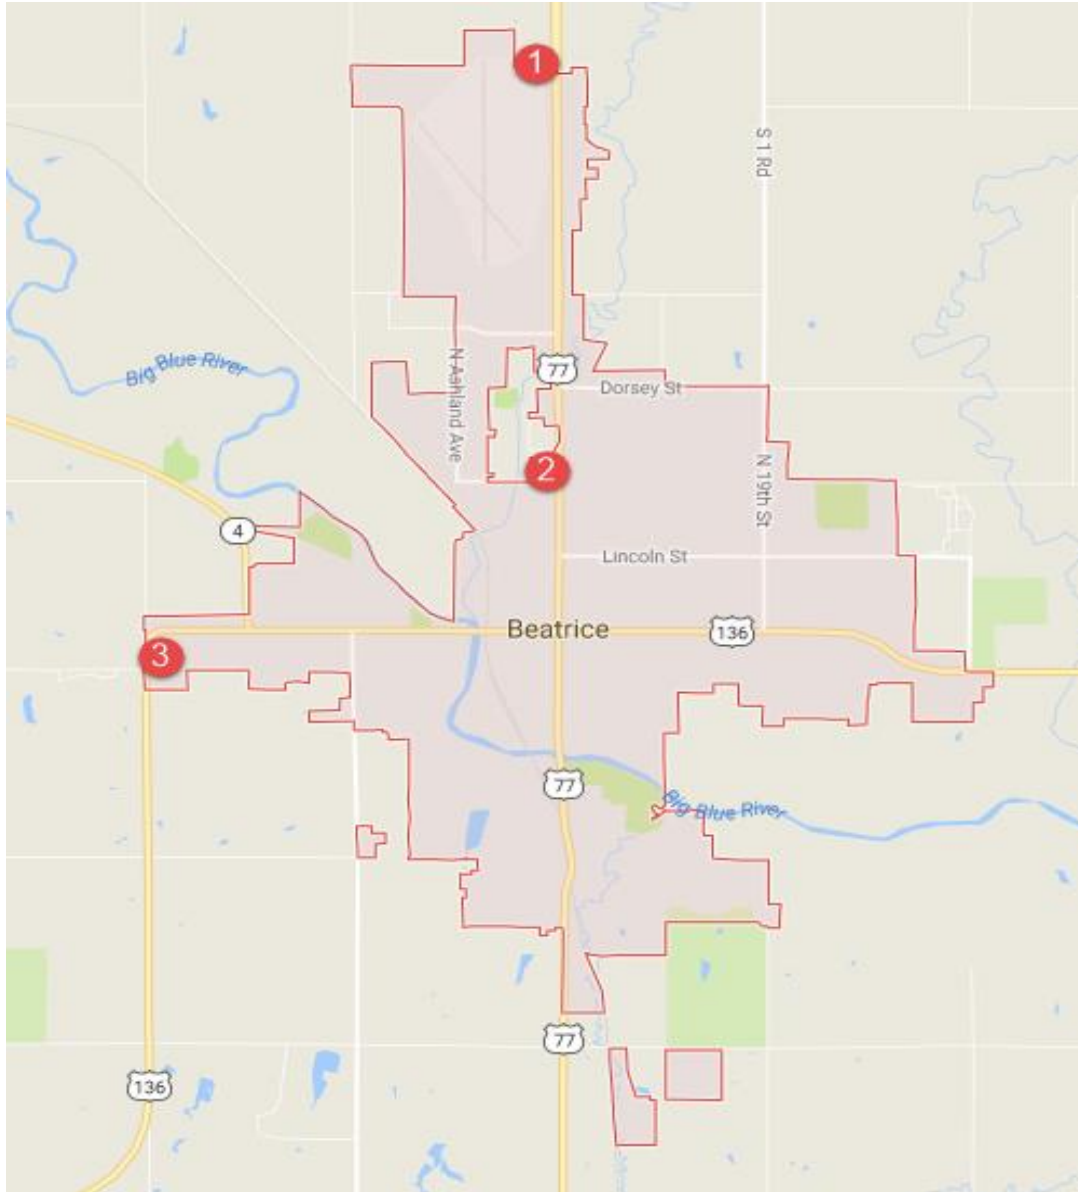 1
S 1 Rd
Big Blue River
N Ashland Ave
77
Dorsey St
2
N 19th St
4
Lincoln St
Beatrice
136
3
77
Big Blue River
77
136